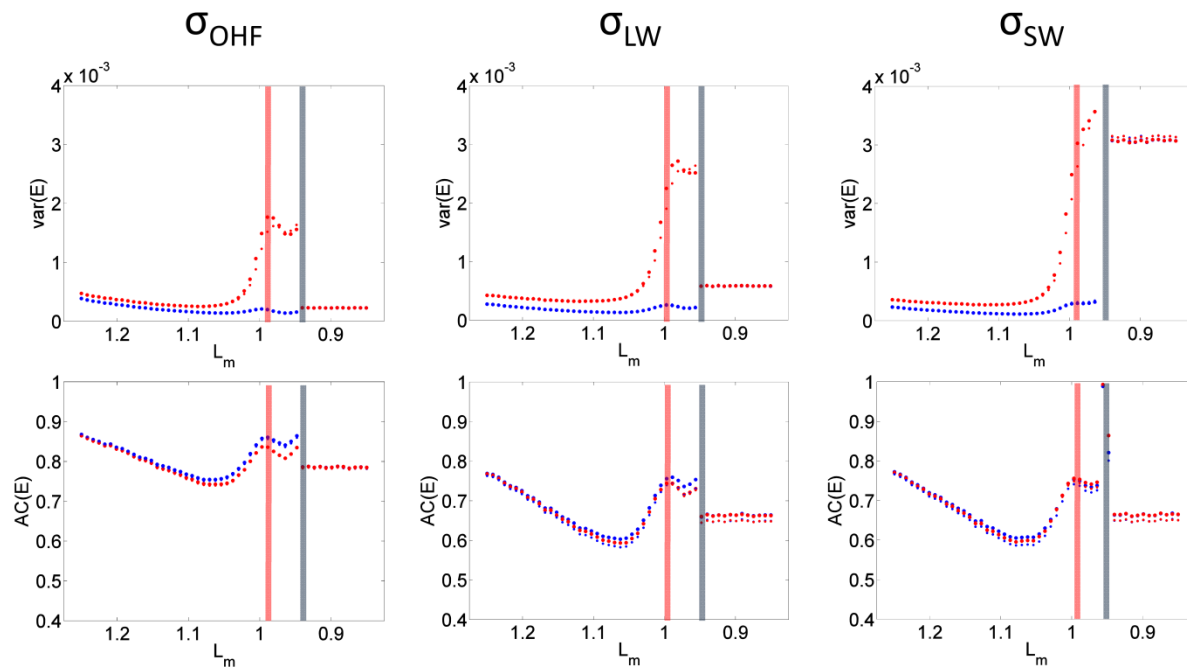 σOHF σLW σSW
x 10-3 x 10-3 x 10-3
4 4 4
3 3 3
2 2 2
1 1 1
0 0 0
var(E) var(E) var(E)
1.2 1.1 1 0.9 1.2 1.1 1 0.9 1.2 1.1 1 0.9
Lm Lm Lm
1 1 1
0.9 0.9 0.9
0.8 0.8 0.8
0.7 0.7 0.7
0.6 0.6 0.6
0.5 0.5 0.5
0.4 0.4 0.4
AC(E) AC(E) AC(E)
1.2 1.1 1 0.9 1.2 1.1 1 0.9 1.2 1.1 1 0.9
Lm Lm Lm